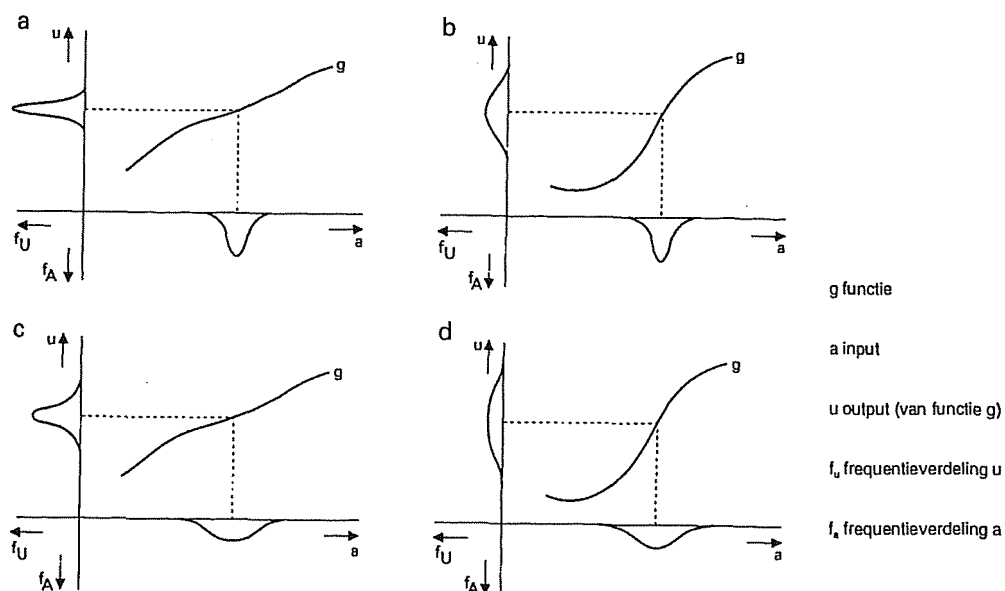 a
u
g
f_U
a
f_A
b
u
g
f_U
a
f_A
c
u
g
f_U
a
f_A
d
u
g
f_U
a
f_A
g functie
a input
u output (van functie g)
f_u frequentieverdeling u
f_a frequentieverdeling a